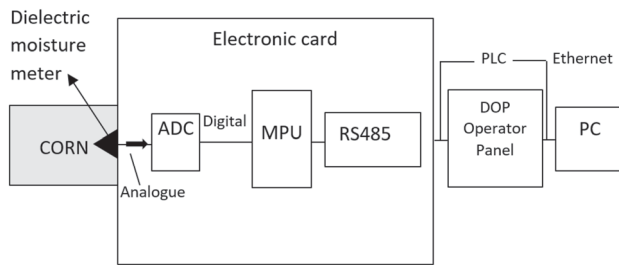 Dielectric
moisture
meter
Electronic card
PLC
Ethernet
CORN
ADC
Digital
MPU
RS485
DOP
Operator
Panel
PC
Analogue